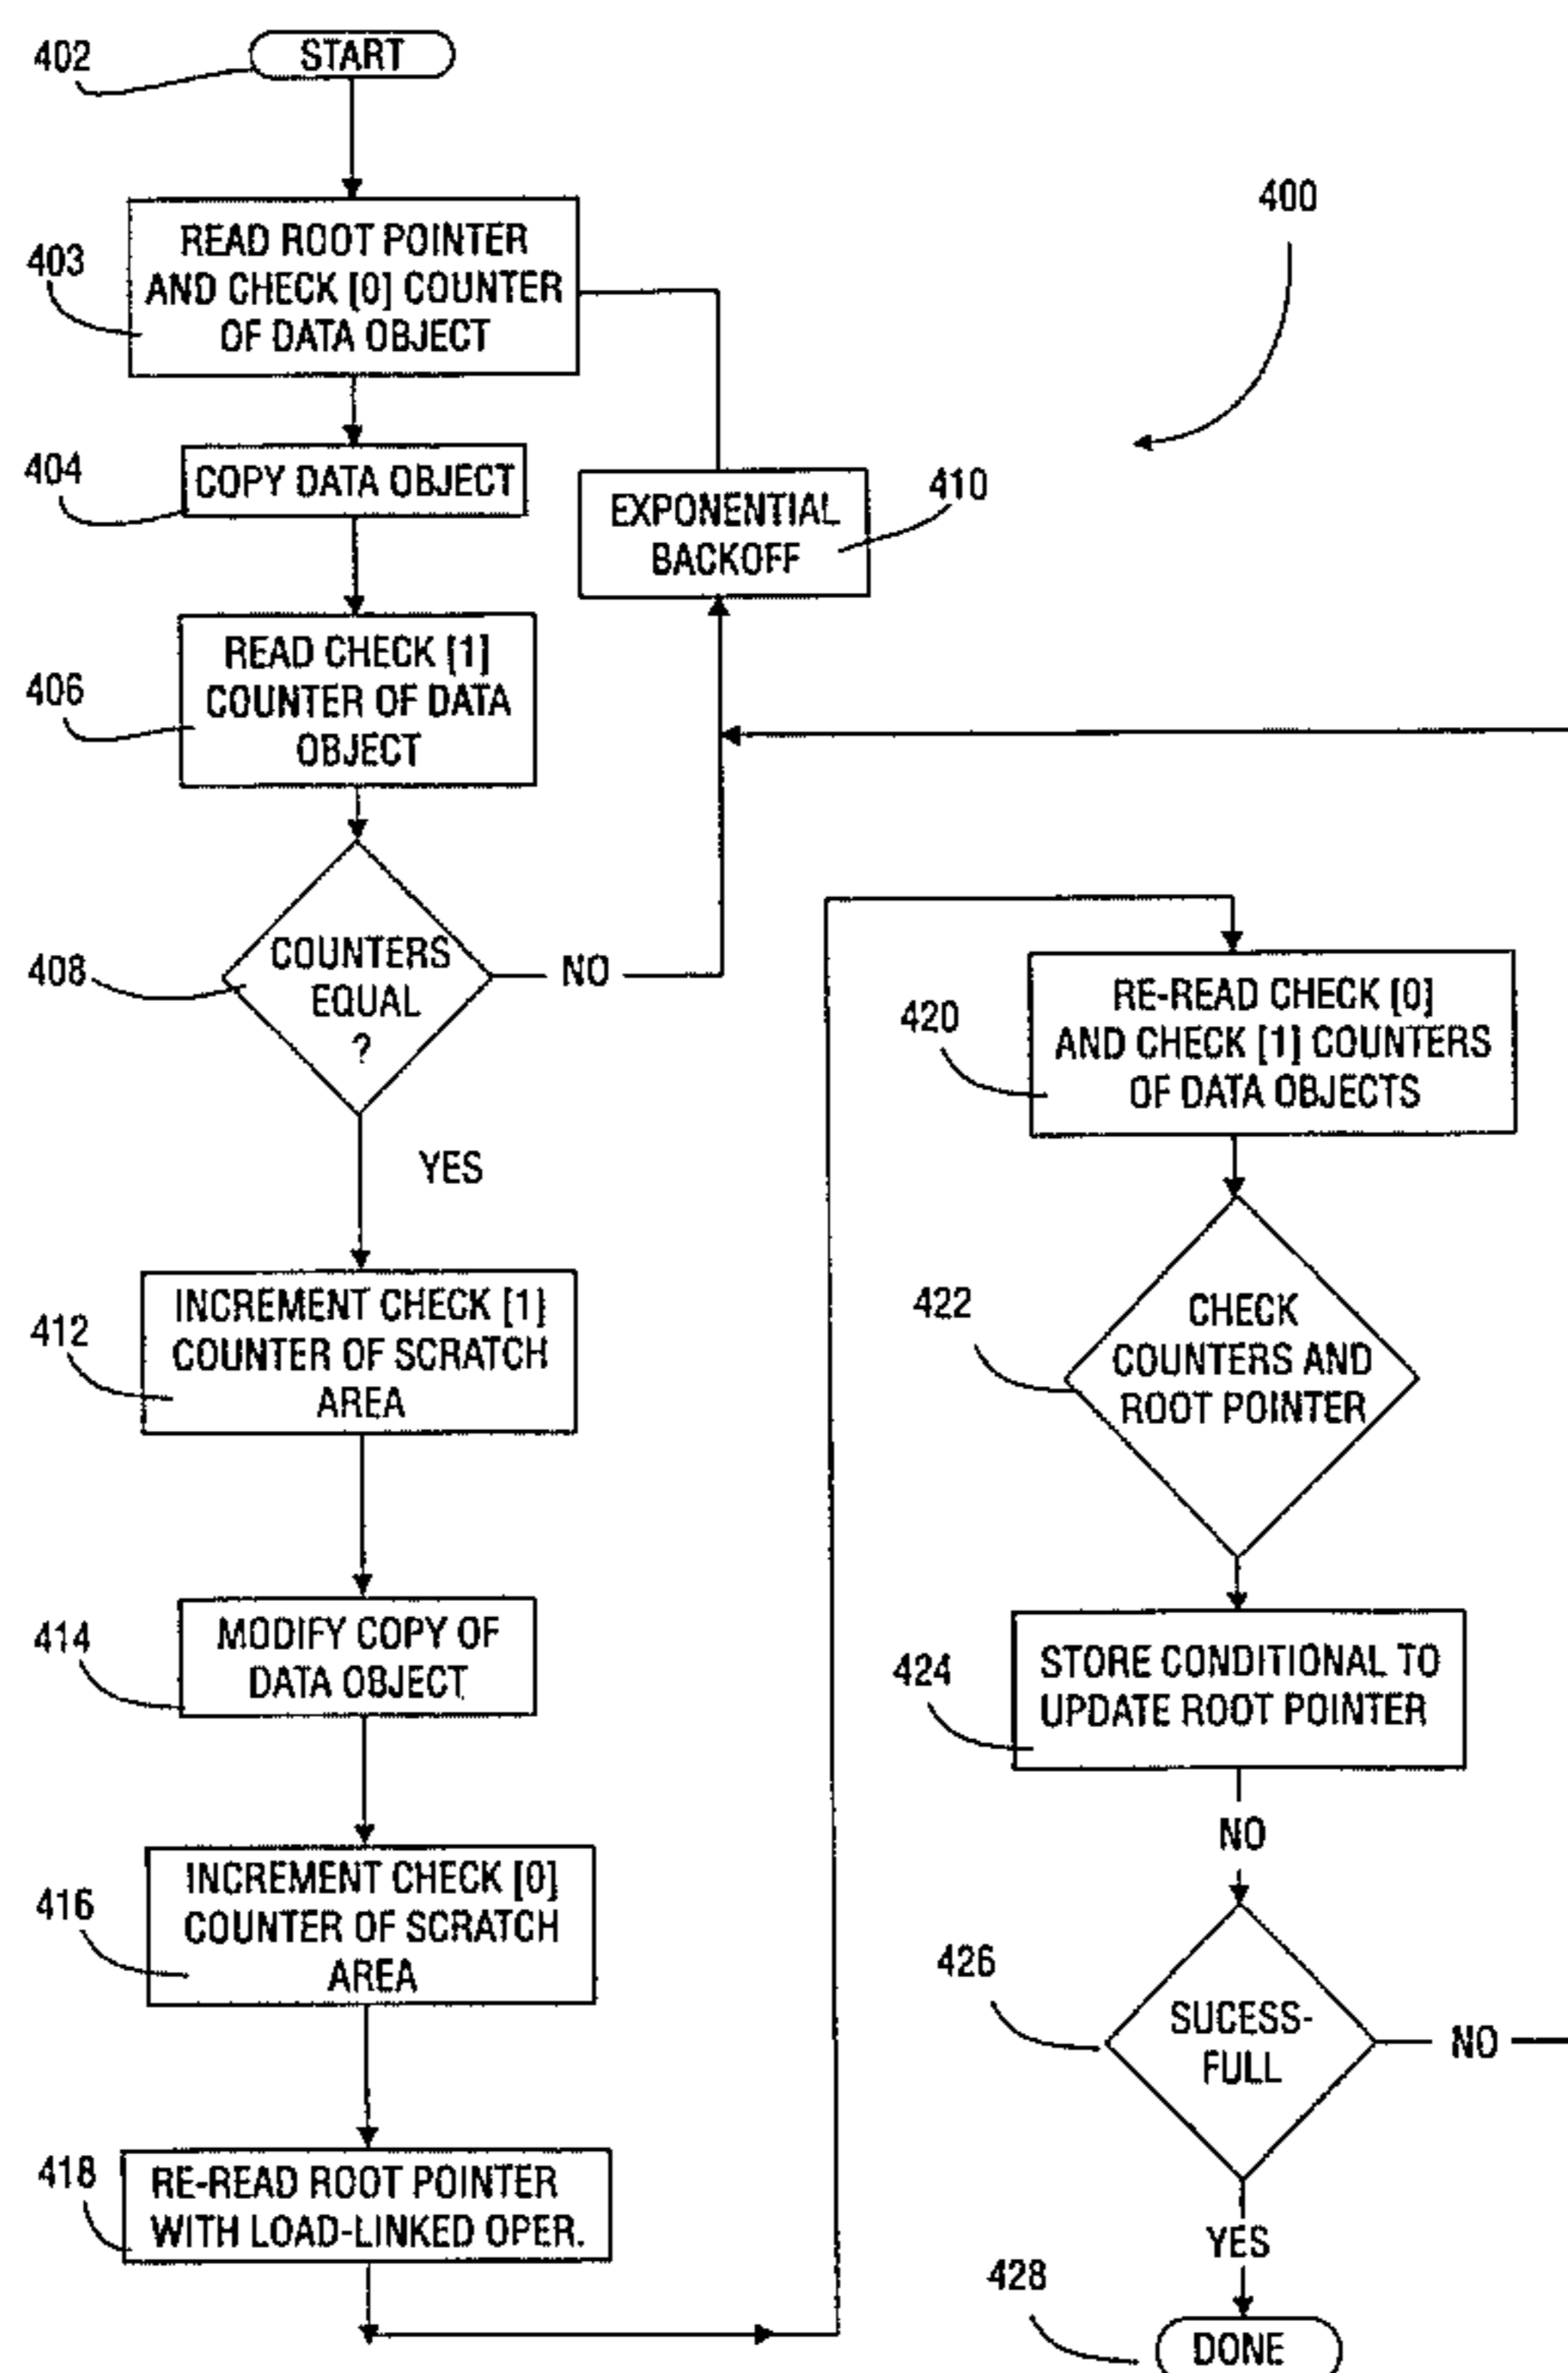 402
START
400
403
READ ROOT POINTER
AND CHECK [0] COUNTER
OF DATA OBJECT
404
COPY DATA OBJECT
410
EXPONENTIAL
BACKOFF
406
READ CHECK [1]
COUNTER OF DATA
OBJECT
408
COUNTERS
EQUAL
?
NO
YES
412
INCREMENT CHECK [1]
COUNTER OF SCRATCH
AREA
414
MODIFY COPY OF
DATA OBJECT
416
INCREMENT CHECK [0]
COUNTER OF SCRATCH
AREA
418
RE-READ ROOT POINTER
WITH LOAD-LINKED OPER.
420
RE-READ CHECK [0]
AND CHECK [1] COUNTERS
OF DATA OBJECTS
422
CHECK
COUNTERS AND
ROOT POINTER
424
STORE CONDITIONAL TO
UPDATE ROOT POINTER
NO
426
SUCESS-
FULL
NO
YES
428
DONE